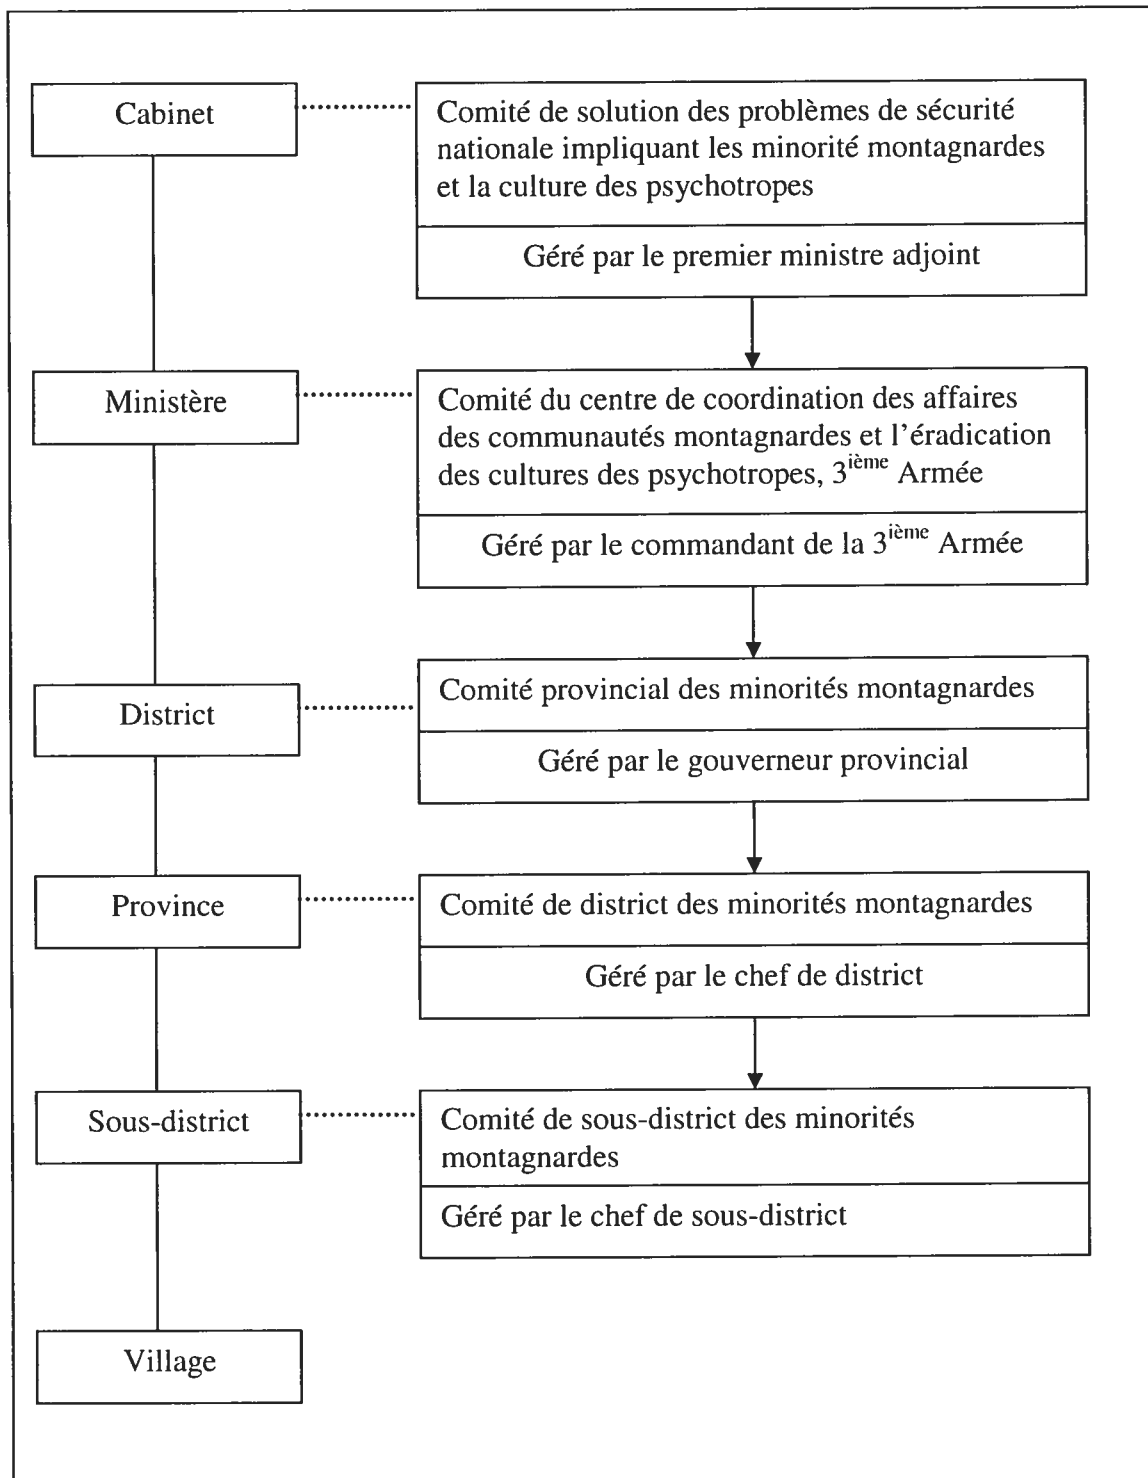 Cabinet
Comité de solution des problèmes de sécurité
nationale impliquant les minorité montagnardes
et la culture des psychotropes
Géré par le premier ministre adjoint
Ministère
Comité du centre de coordination des affaires
des communautés montagnardes et l'éradication
des cultures des psychotropes, 3ième Armée
Géré par le commandant de la 3ième Armée
District
Comité provincial des minorités montagnardes
Géré par le gouverneur provincial
Province
Comité de district des minorités montagnardes
Géré par le chef de district
Sous-district
Comité de sous-district des minorités
montagnardes
Géré par le chef de sous-district
Village